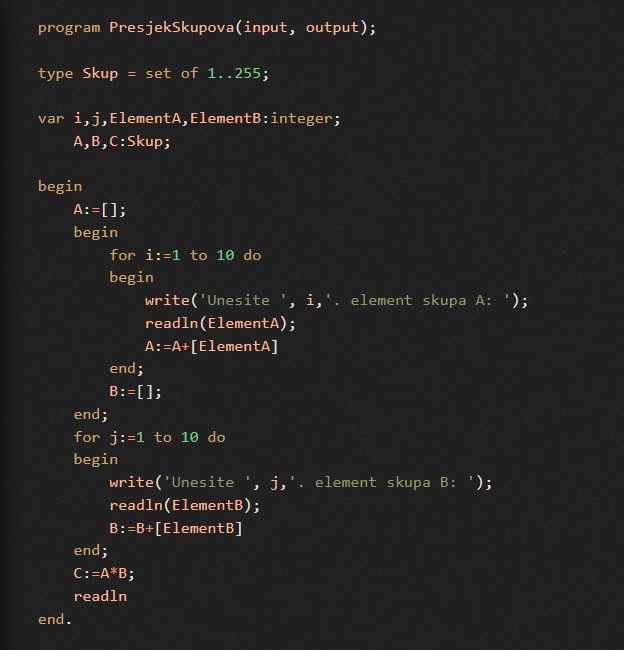 program PresjekSkupova(input, output);
type Skup = set of 1..255;
var i,j,ElementA,ElementB:integer;
A,B,C:Skup;
begin
A:=[];
begin
for i:=1 to 10 do
begin
write('Unesite ', i,'. element skupa A: ');
readln(ElementA);
A:=A+[ElementA]
end;
B:=[];
end;
for j:=1 to 10 do
begin
write('Unesite ', j,'. element skupa B: ');
readln(ElementB);
B:=B+[ElementB]
end;
C:=A*B;
readln
end.